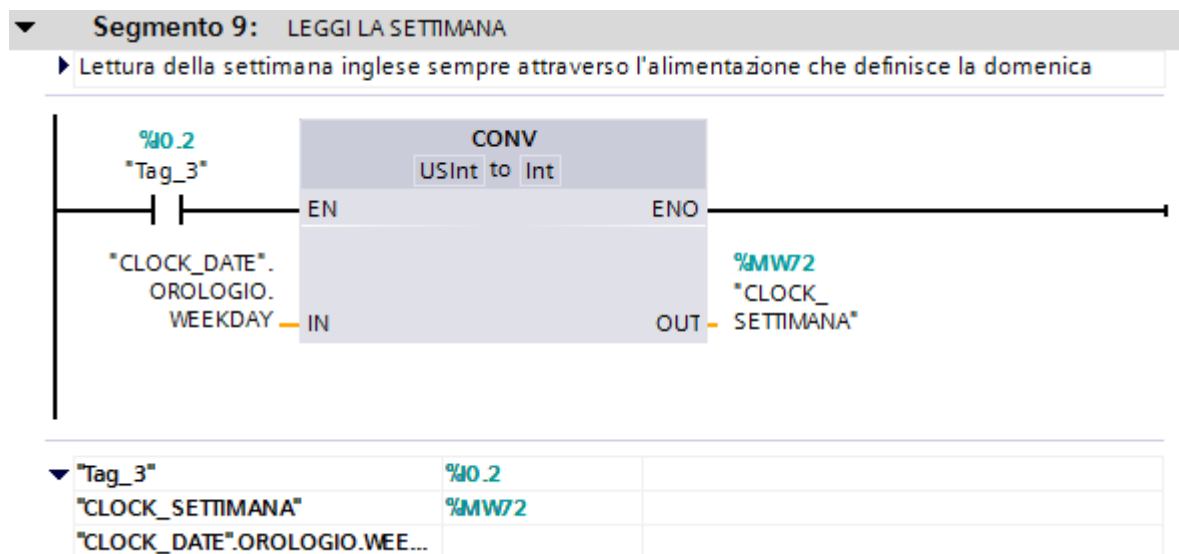 Segmento 9: LEGGI LA SETTIMANA
Lettura della settimana inglese sempre attraverso l'alimentazione che definisce la domenica
%I0.2
"Tag_3"
CONV
USInt to Int
EN
ENO
"CLOCK_DATE".
OROLOGIO.
WEEKDAY
IN
OUT
%MW72
"CLOCK_
SETTIMANA"
"Tag_3" %I0.2
"CLOCK_SETTIMANA" %MW72
"CLOCK_DATE".OROLOGIO.WEE...